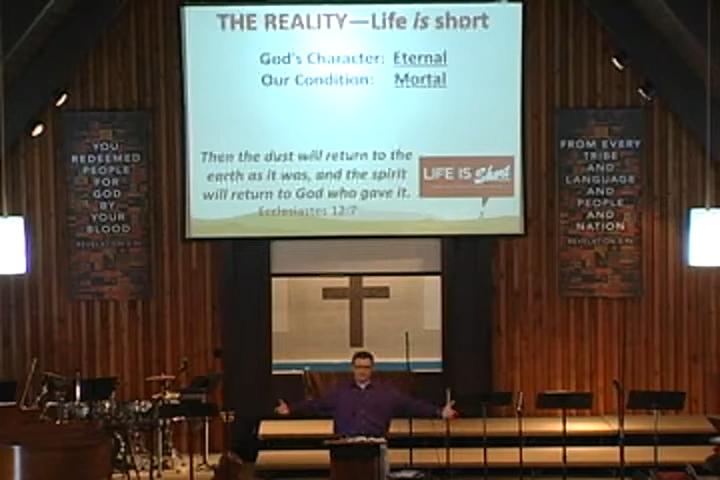 THE REALITY—Life is short
God's Character: Eternal
Our Condition: Mortal
Then the dust will return to the
earth as it was, and the spirit
will return to God who gave it.
Ecclesiastes 12:7
LIFE IS Short
YOU
REDEEMED
PEOPLE
FOR
GOD
BY
YOUR
BLOOD
FROM EVERY
TRIBE
AND
LANGUAGE
AND
PEOPLE
AND
NATION